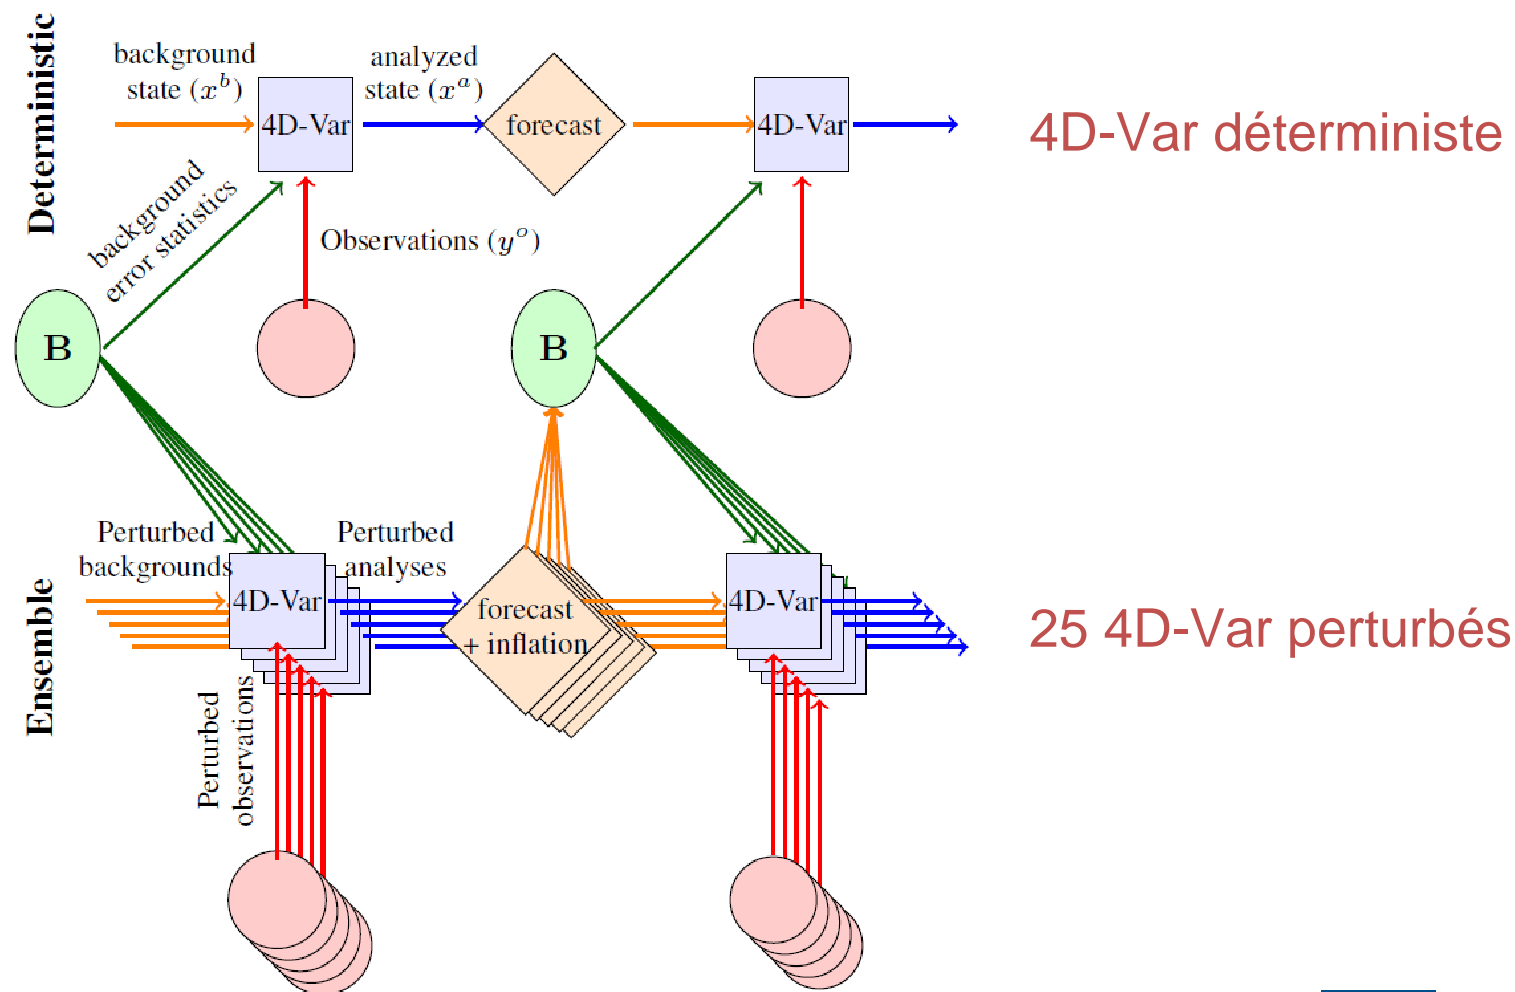 Deterministic
background
state (x^b)
analyzed
state (x^a)
4D-Var
forecast
4D-Var
4D-Var déterministe
background
error statistics
Observations (y^o)
B
B
Ensemble
Perturbed
backgrounds
Perturbed
analyses
4D-Var
forecast
+ inflation
4D-Var
25 4D-Var perturbés
Perturbed
observations